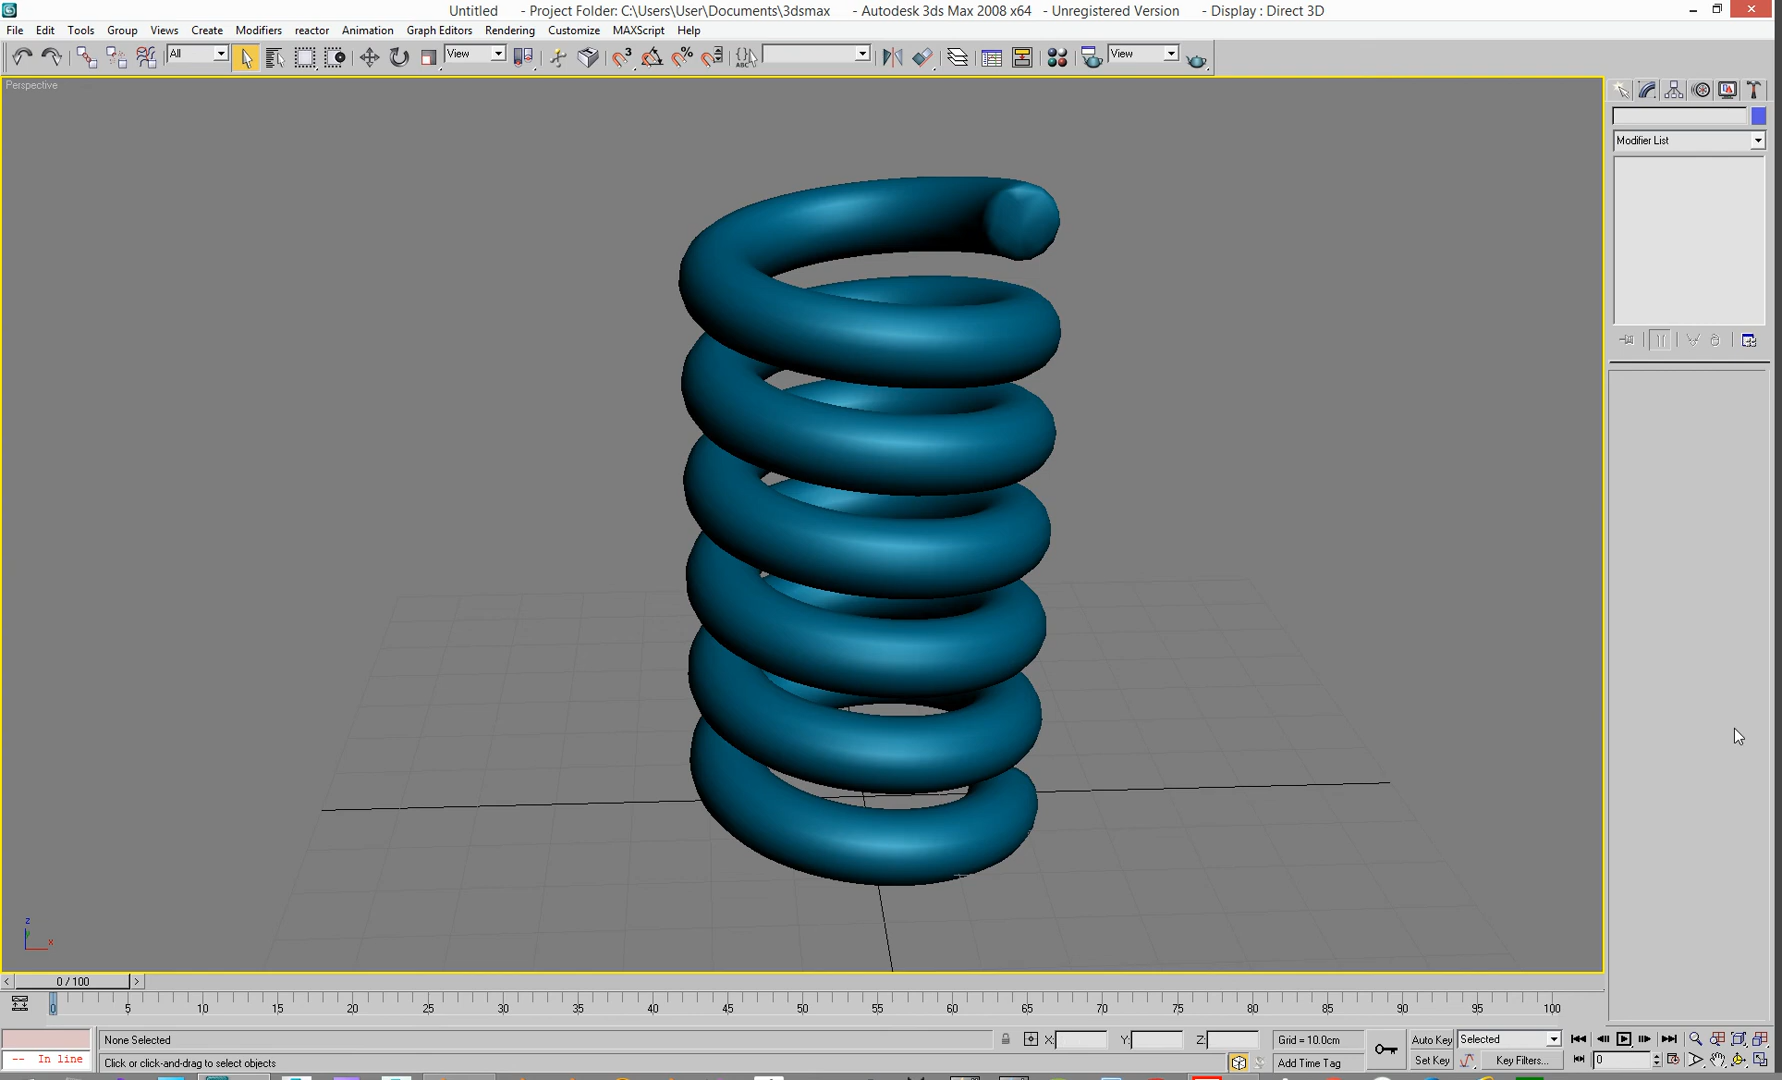 Untitled - Project Folder: C:\Users\User\Documents\3dsmax - Autodesk 3ds Max 2008 x64 - Unregistered Version - Display : Direct 3D
File Edit Tools Group Views Create Modifiers reactor Animation Graph Editors Rendering Customize MAXScript Help
All View 3 % ABC View
Perspective
Modifier List
z
x
0 / 100
0 5 10 15 20 25 30 35 40 45 50 55 60 65 70 75 80 85 90 95 100
None Selected X: Y: Z: Grid = 10.0cm Auto Key Selected
-- In line Click or click-and-drag to select objects Add Time Tag Set Key Key Filters... 0